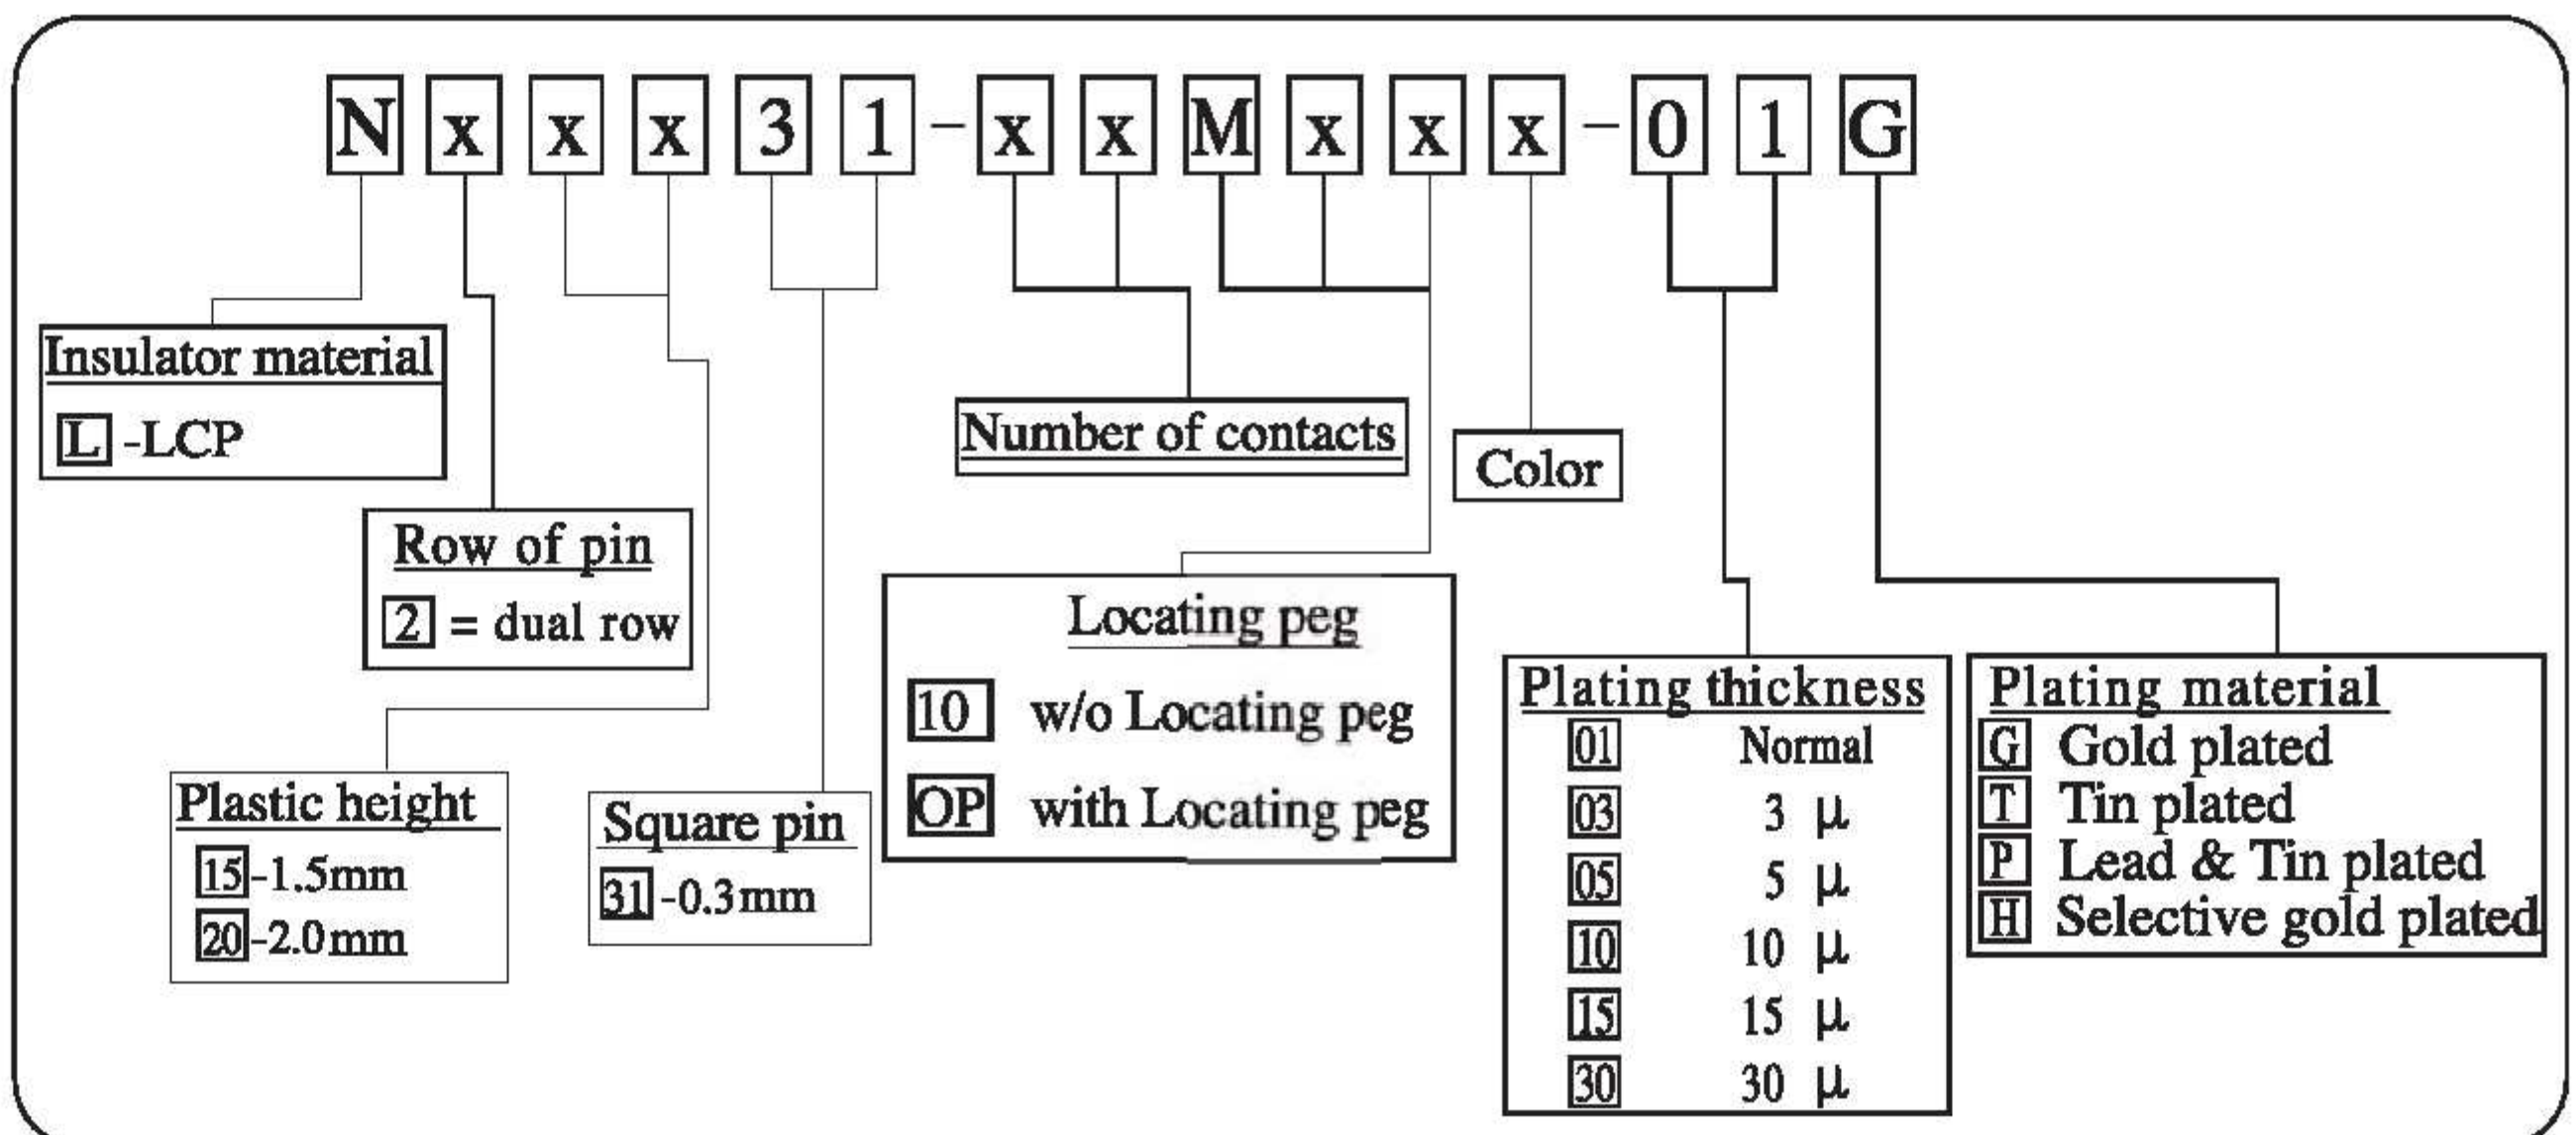 N x x x 3 1 – x x M x x x – 0 1 G
Insulator material
L -LCP
Row of pin
2 = dual row
Plastic height
15 -1.5mm
20 -2.0mm
Square pin
31 -0.3mm
Number of contacts
Locating peg
10 w/o Locating peg
OP with Locating peg
Color
Plating thickness
01 Normal
03 3 μ
05 5 μ
10 10 μ
15 15 μ
30 30 μ
Plating material
G Gold plated
T Tin plated
P Lead & Tin plated
H Selective gold plated